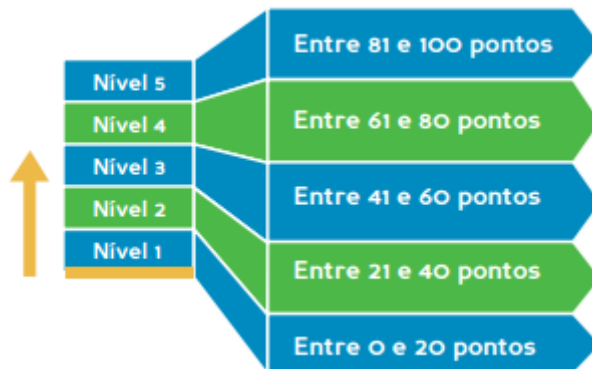 Nível 5
Entre 81 e 100 pontos
Nível 4
Entre 61 e 80 pontos
Nível 3
Entre 41 e 60 pontos
Nível 2
Entre 21 e 40 pontos
Nível 1
Entre 0 e 20 pontos